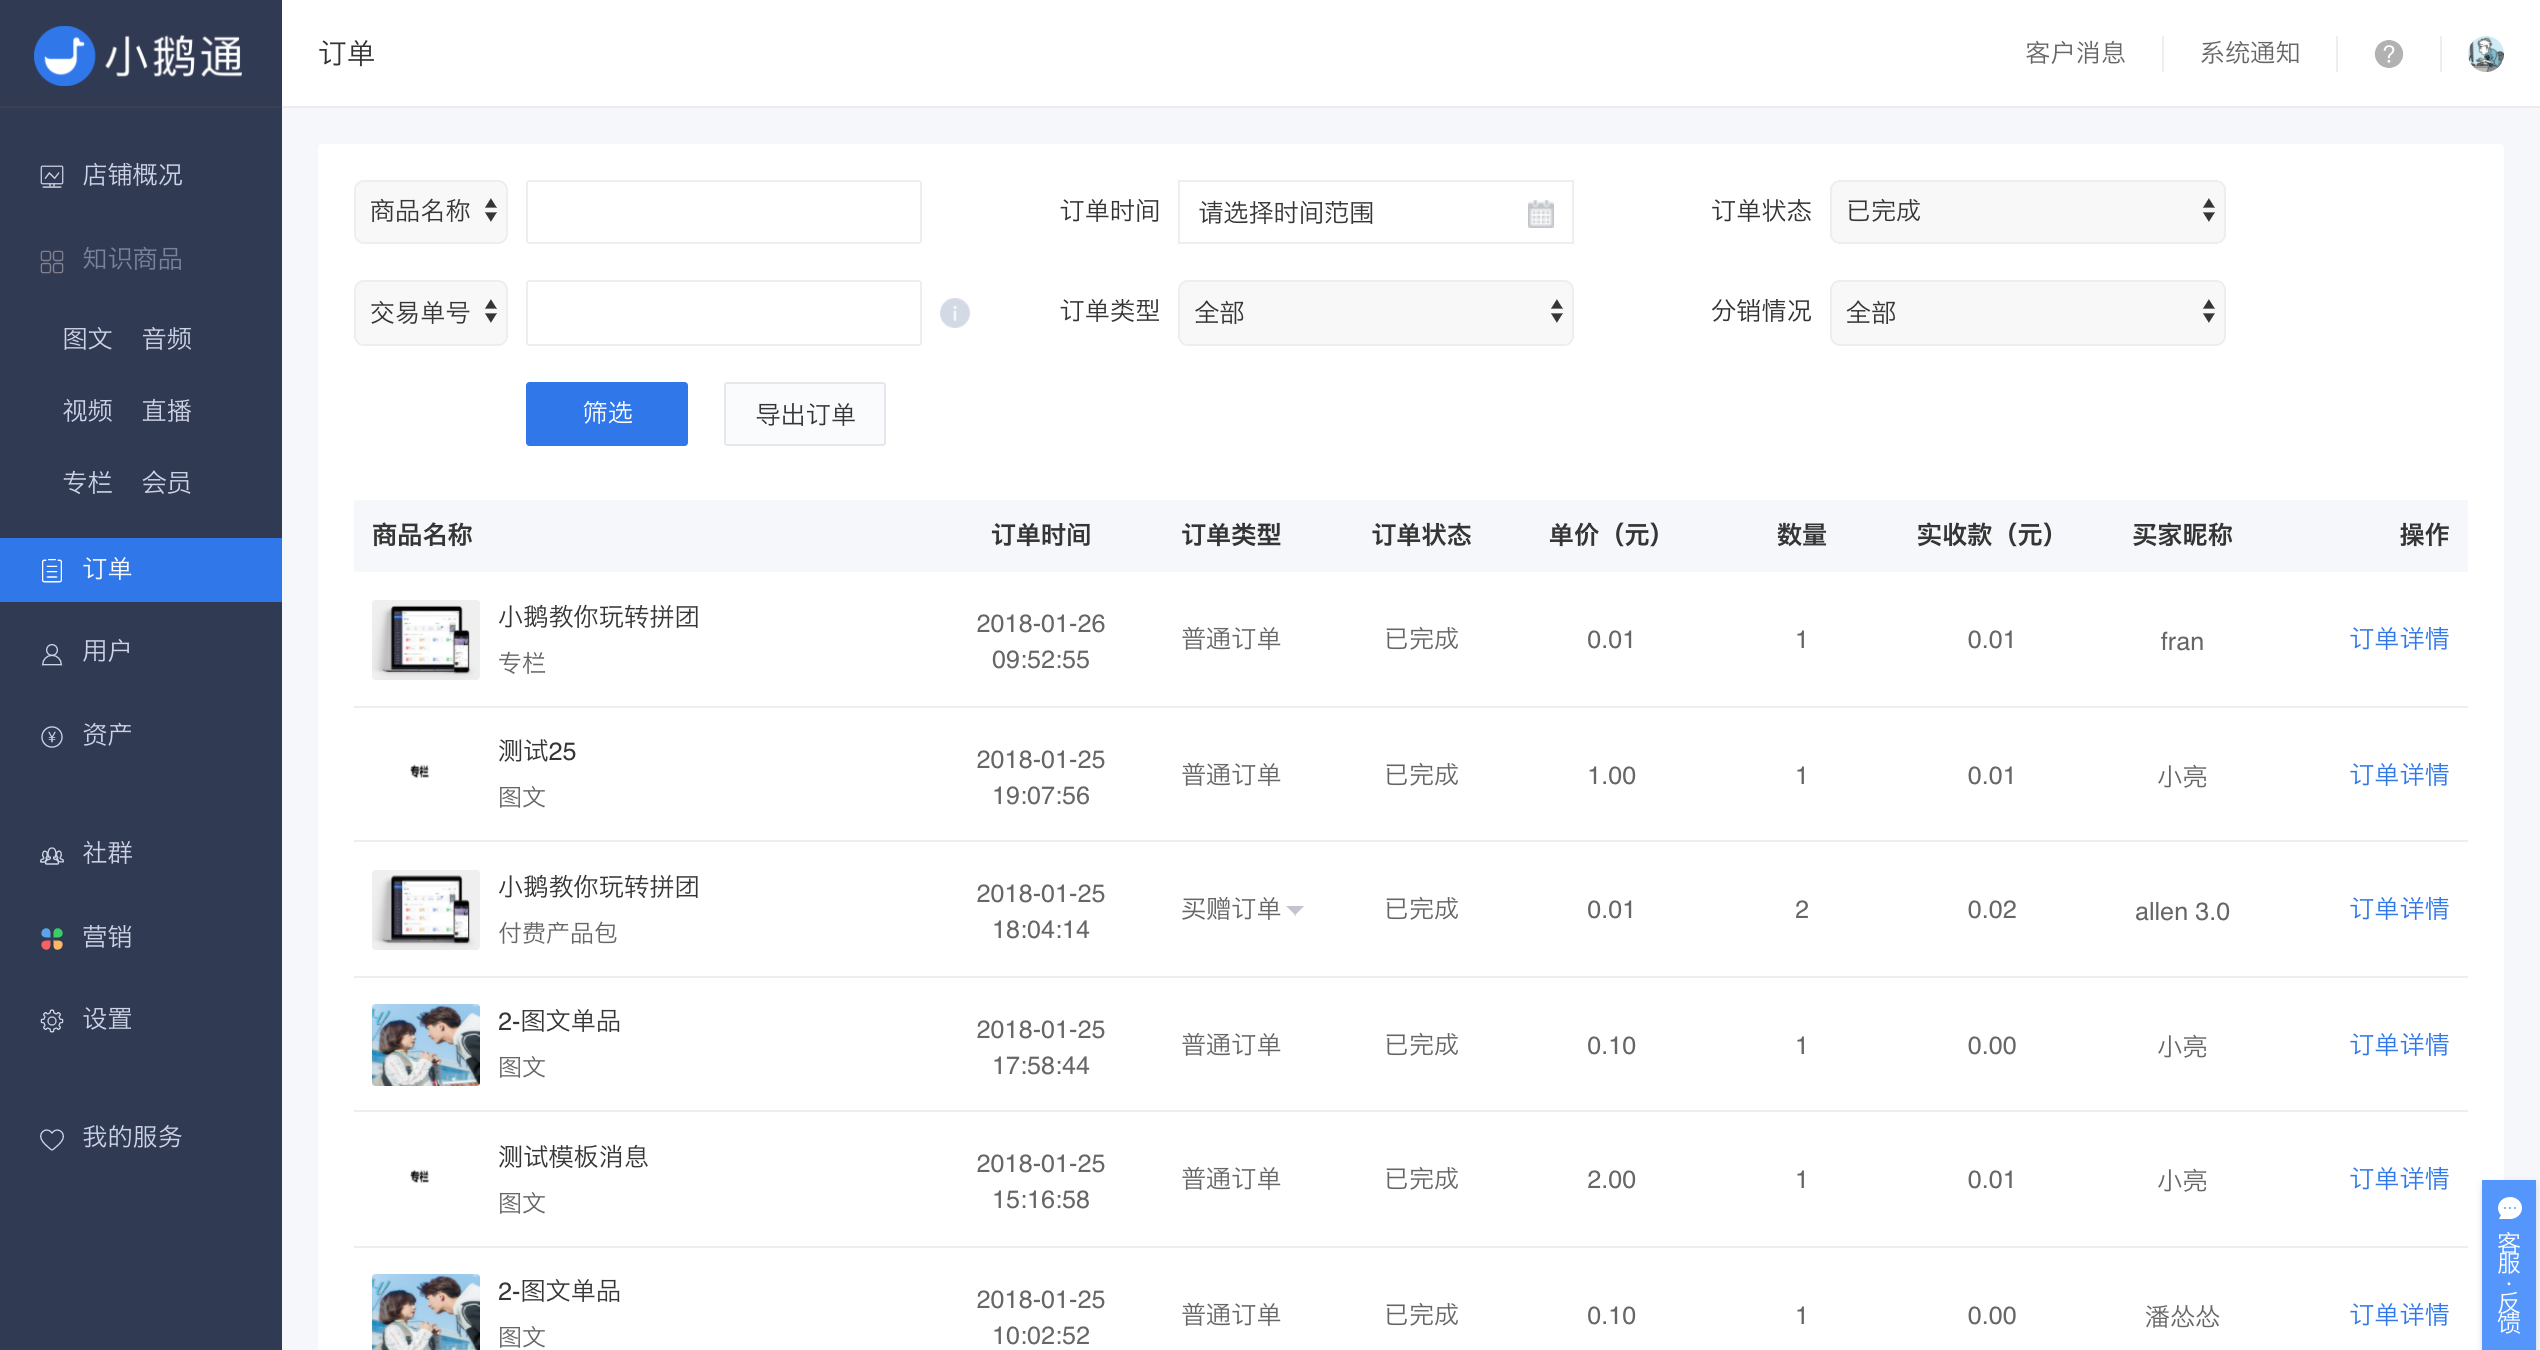 小鹅通
订单
客户消息
系统通知
店铺概况
知识商品
图文 音频
视频 直播
专栏 会员
订单
用户
资产
社群
营销
设置
我的服务
商品名称
订单时间 请选择时间范围
订单状态 已完成
交易单号
订单类型 全部
分销情况 全部
筛选 导出订单
商品名称 订单时间 订单类型 订单状态 单价（元） 数量 实收款（元） 买家昵称 操作
小鹅教你玩转拼团
专栏
2018-01-26
09:52:55
普通订单 已完成 0.01 1 0.01 fran 订单详情
专栏
测试25
图文
2018-01-25
19:07:56
普通订单 已完成 1.00 1 0.01 小亮 订单详情
小鹅教你玩转拼团
付费产品包
2018-01-25
18:04:14
买赠订单 已完成 0.01 2 0.02 allen 3.0 订单详情
2-图文单品
图文
2018-01-25
17:58:44
普通订单 已完成 0.10 1 0.00 小亮 订单详情
专栏
测试模板消息
图文
2018-01-25
15:16:58
普通订单 已完成 2.00 1 0.01 小亮 订单详情
2-图文单品
图文
2018-01-25
10:02:52
普通订单 已完成 0.10 1 0.00 潘怂怂 订单详情
客服·反馈